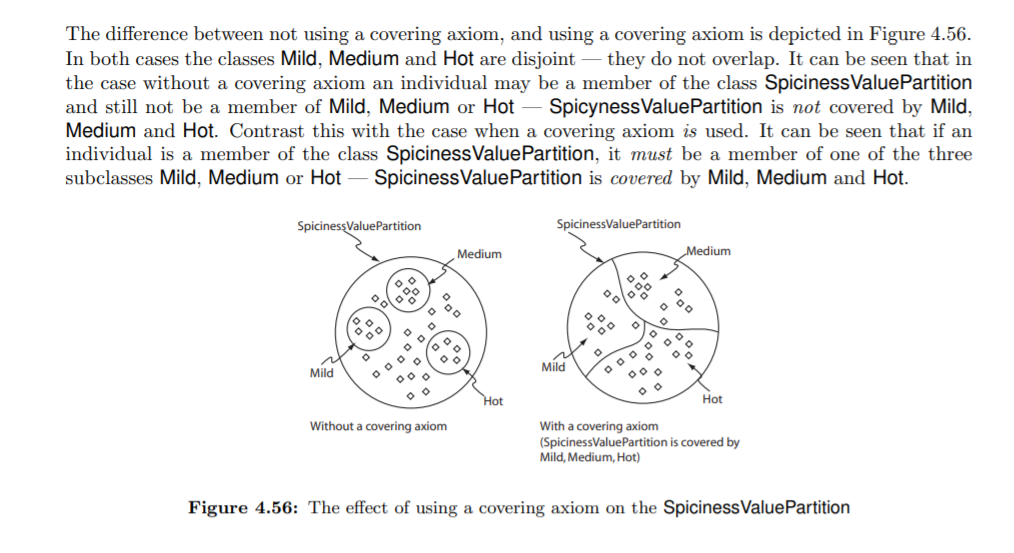 The difference between not using a covering axiom, and using a covering axiom is depicted in Figure 4.56.
In both cases the classes Mild, Medium and Hot are disjoint — they do not overlap. It can be seen that in
the case without a covering axiom an individual may be a member of the class SpicinessValuePartition
and still not be a member of Mild, Medium or Hot — SpicynessValuePartition is not covered by Mild,
Medium and Hot. Contrast this with the case when a covering axiom is used. It can be seen that if an
individual is a member of the class SpicinessValuePartition, it must be a member of one of the three
subclasses Mild, Medium or Hot — SpicinessValuePartition is covered by Mild, Medium and Hot.
SpicinessValuePartition
Medium
Mild
Hot
Without a covering axiom
SpicinessValuePartition
Medium
Mild
Hot
With a covering axiom
(SpicinessValuePartition is covered by
Mild, Medium, Hot)
Figure 4.56: The effect of using a covering axiom on the SpicinessValuePartition